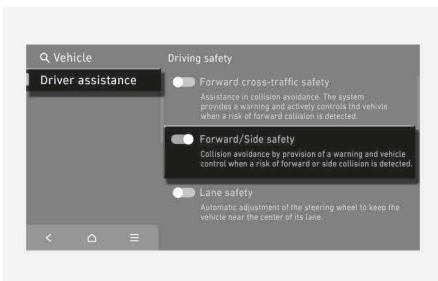 Vehicle
Driver assistance
Driving safety
Forward cross-traffic safety
Assistance in collision avoidance. The system
provides a warning and actively controls thd vehivle
when a risk of forward collision is detected.
Forward/Side safety
Collision avoidance by provision of a warning and vehicle
control when a risk of forward or side collision is detected.
Lane safety
Automatic adjustment of the steering wheel to keep the
vehicle near the center of its lane.